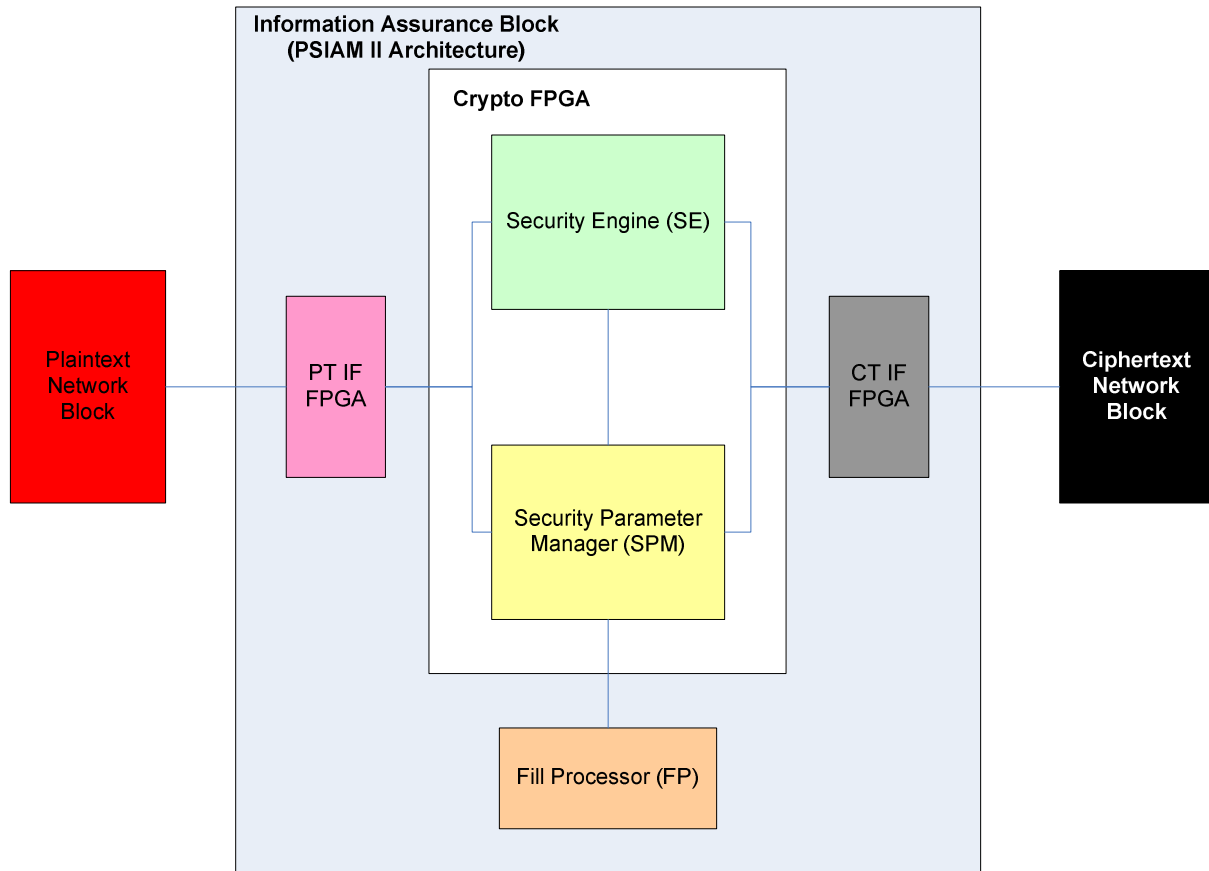 Information Assurance Block
(PSIAM II Architecture)
Crypto FPGA
Security Engine (SE)
Plaintext
Network
Block
PT IF
FPGA
CT IF
FPGA
Ciphertext
Network
Block
Security Parameter
Manager (SPM)
Fill Processor (FP)